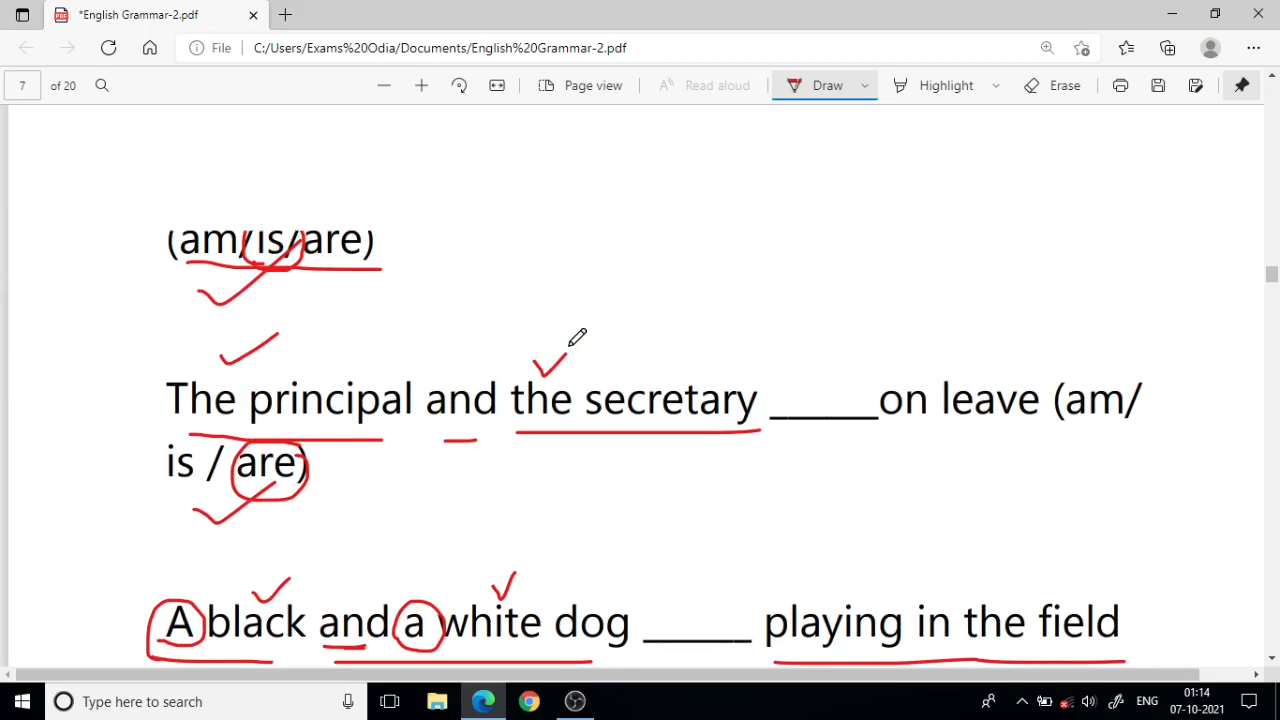 *English Grammar-2.pdf
File C:/Users/Exams%20Odia/Documents/English%20Grammar-2.pdf
7 of 20 Page view Read aloud Draw Highlight Erase
(am/is/are)
The principal and the secretary ______on leave (am/
is / are)
A black and a white dog ______ playing in the field
Type here to search
ENG
01:14
07-10-2021